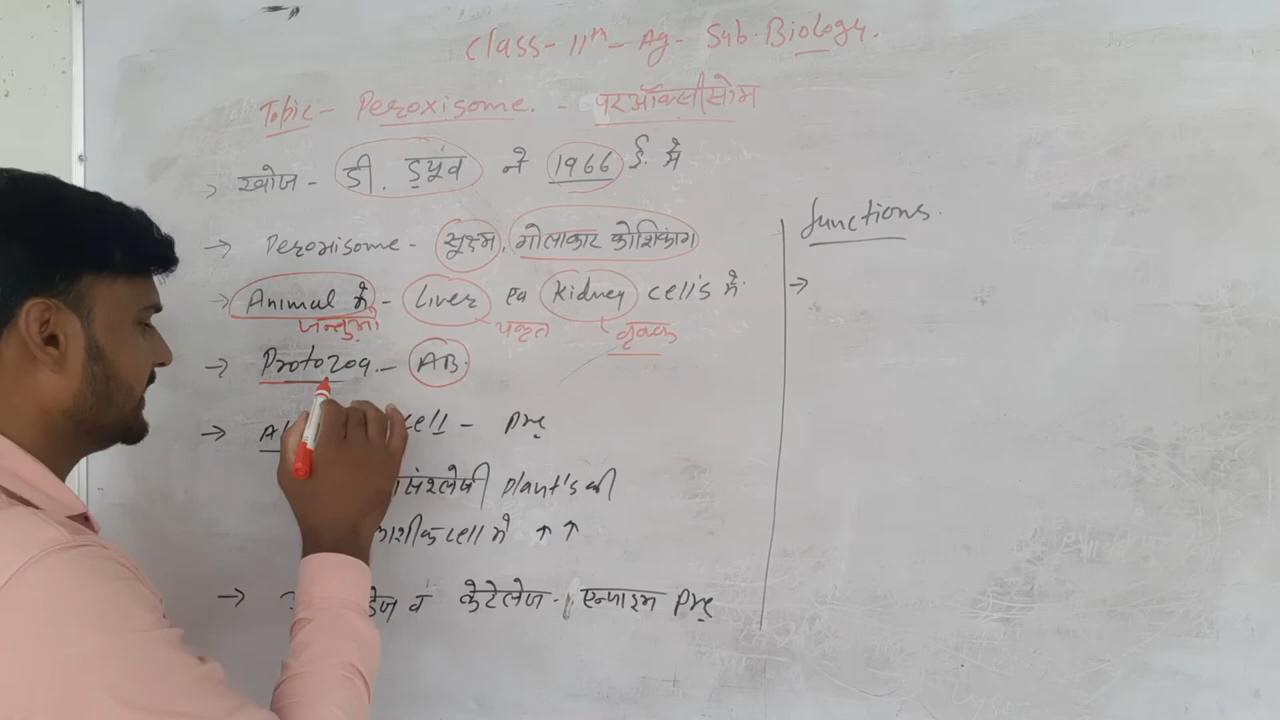 Class-11th-Ag-Sub.Biology.
Topic- Peroxisome. - परऑक्सीसोम
खोज - डी. ड्यूव ने 1966 ई. में
→ Peroxisome - सूक्ष्म, गोलाकार कोशिकांग
→ Animal में - Liver एव Kidney cells में.
जन्तुओ यकृत वृक्क
→ Protozoa. - AB.
→ cell - Pre
संश्लेषी Plant's की
cell में ↑ ↑
→ डेज व केटेलेज - एन्जाइम Pre
functions.
→